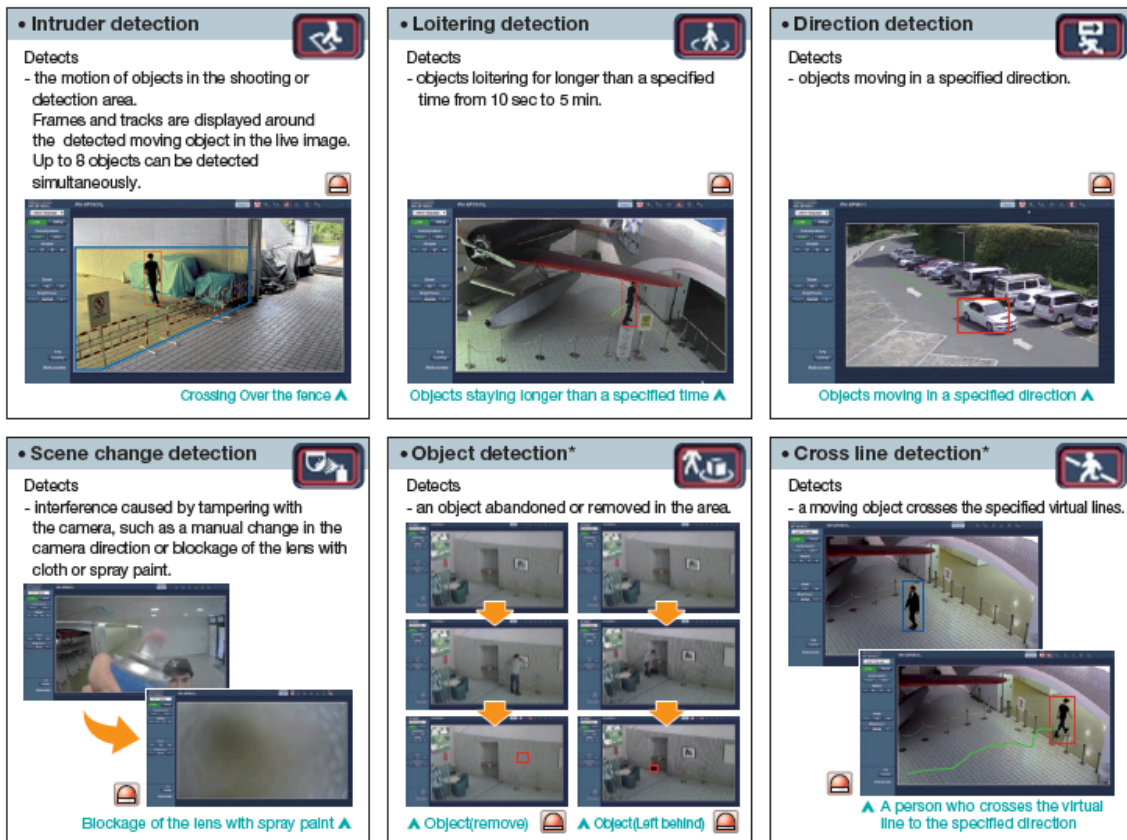 • Intruder detection
Detects
- the motion of objects in the shooting or
detection area.
Frames and tracks are displayed around
the detected moving object in the live image.
Up to 8 objects can be detected
simultaneously.
Crossing Over the fence ⮝
• Loitering detection
Detects
- objects loitering for longer than a specified
time from 10 sec to 5 min.
Objects staying longer than a specified time ⮝
• Direction detection
Detects
- objects moving in a specified direction.
Objects moving in a specified direction ⮝
• Scene change detection
Detects
- interference caused by tampering with
the camera, such as a manual change in the
camera direction or blockage of the lens with
cloth or spray paint.
Blockage of the lens with spray paint ⮝
• Object detection*
Detects
- an object abandoned or removed in the area.
⮝ Object(remove)
⮝ Object(Left behind)
• Cross line detection*
Detects
- a moving object crosses the specified virtual lines.
⮝ A person who crosses the virtual
line to the specified direction